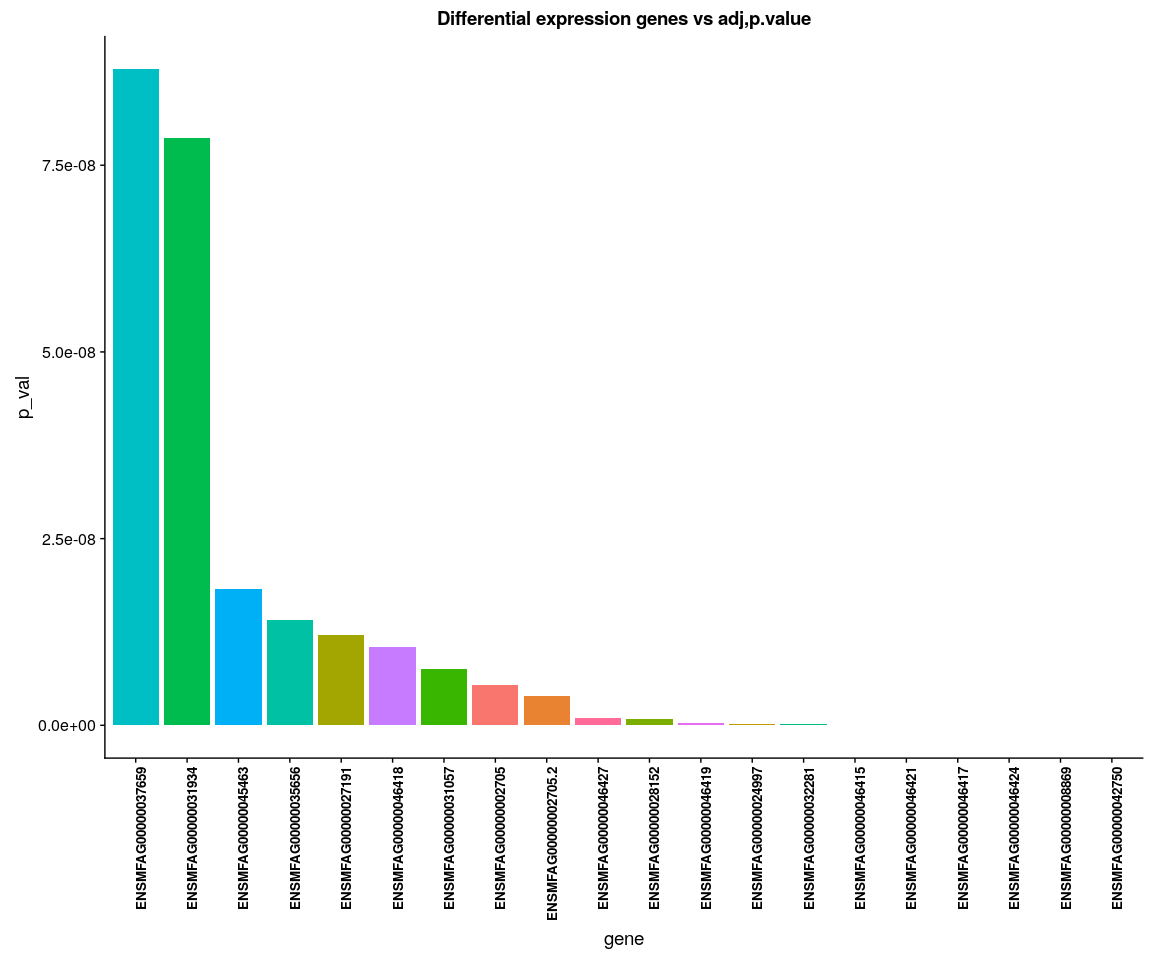 Differential expression genes vs adj,p.value
p_val
7.5e-08
5.0e-08
2.5e-08
0.0e+00
ENSMFAG00000037659
ENSMFAG00000031934
ENSMFAG00000045463
ENSMFAG00000035656
ENSMFAG00000027191
ENSMFAG00000046418
ENSMFAG00000031057
ENSMFAG00000002705
ENSMFAG00000002705.2
ENSMFAG00000046427
ENSMFAG00000028152
ENSMFAG00000046419
ENSMFAG00000024997
ENSMFAG00000032281
ENSMFAG00000046415
ENSMFAG00000046421
ENSMFAG00000046417
ENSMFAG00000046424
ENSMFAG00000008869
ENSMFAG00000042750
gene